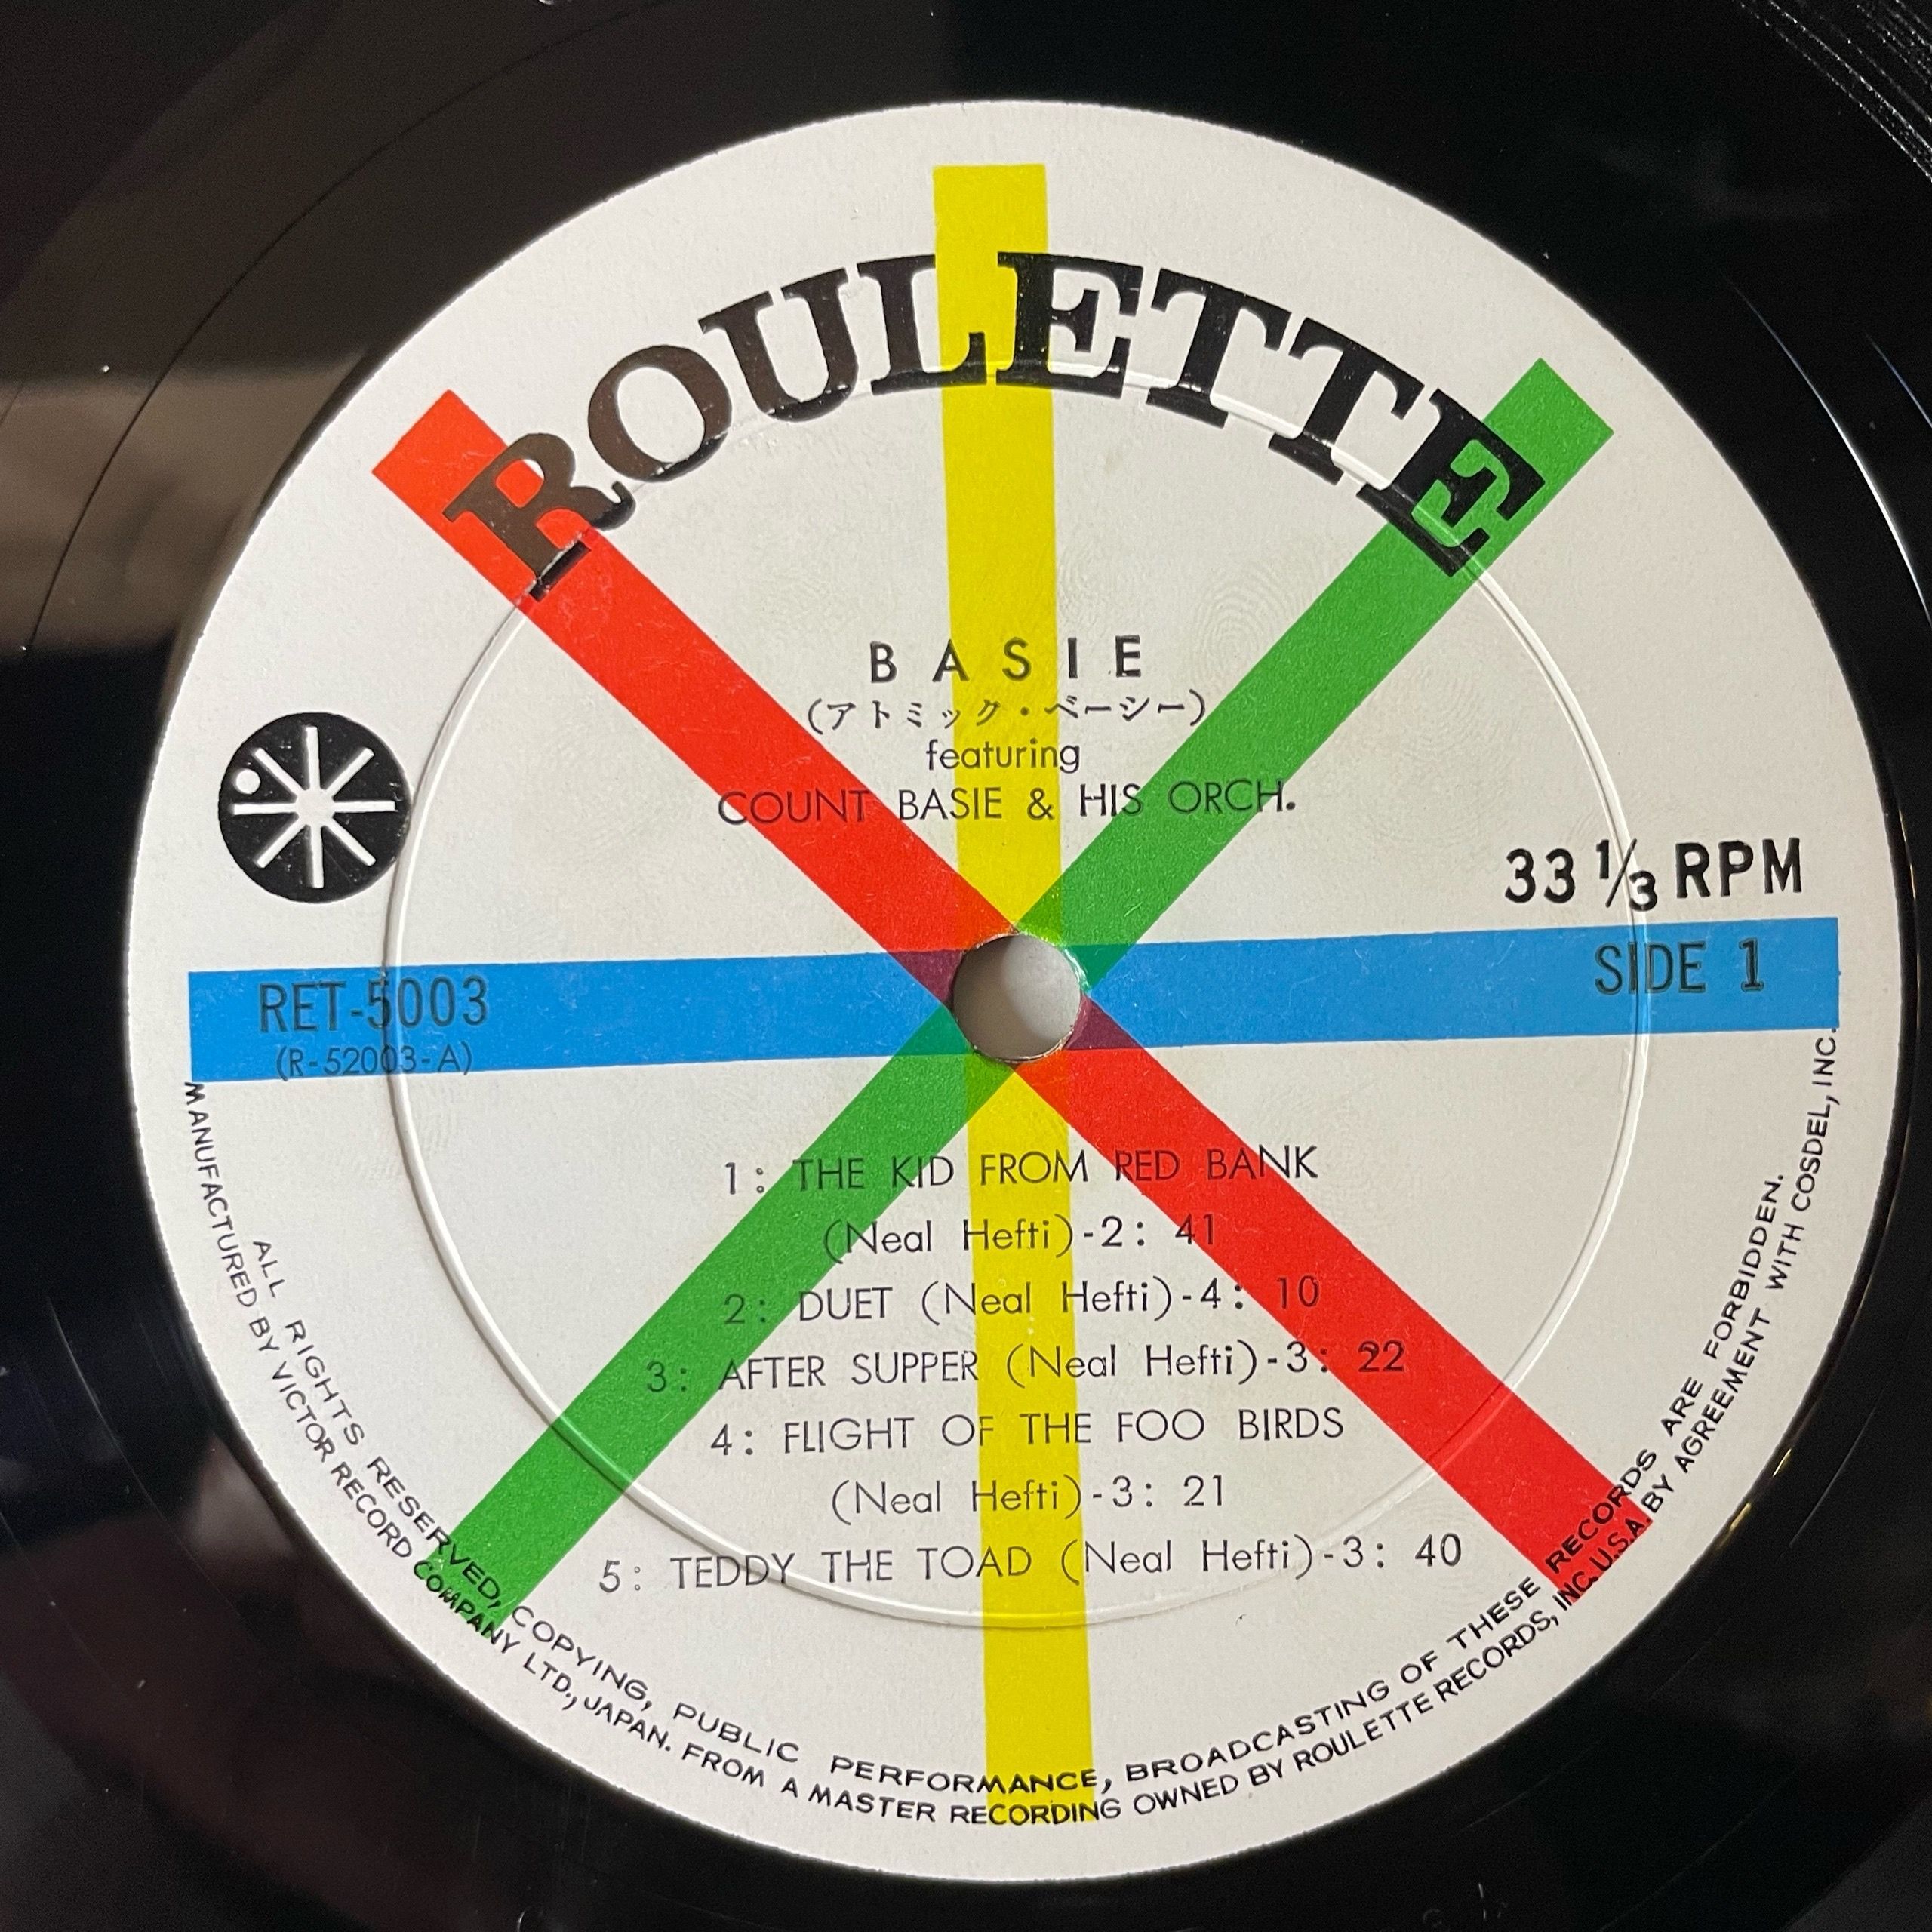 ROULETTE
BASIE
(アトミック・ベーシー)
featuring
COUNT BASIE & HIS ORCH.
33 1/3 RPM
RET-5003
SIDE 1
(R-52003-A)
1: THE KID FROM RED BANK
(Neal Hefti)-2: 41
2: DUET (Neal Hefti)-4: 10
3: AFTER SUPPER (Neal Hefti)-3: 22
4: FLIGHT OF THE FOO BIRDS
(Neal Hefti)-3: 21
5: TEDDY THE TOAD (Neal Hefti)-3: 40
ALL RIGHTS RESERVED, COPYING, PUBLIC PERFORMANCE, BROADCASTING OF THESE RECORDS ARE FORBIDDEN.
MANUFACTURED BY VICTOR RECORD COMPANY LTD., JAPAN. FROM A MASTER RECORDING OWNED BY ROULETTE RECORDS, INC. U.S.A. BY AGREEMENT WITH COSDEL, INC.